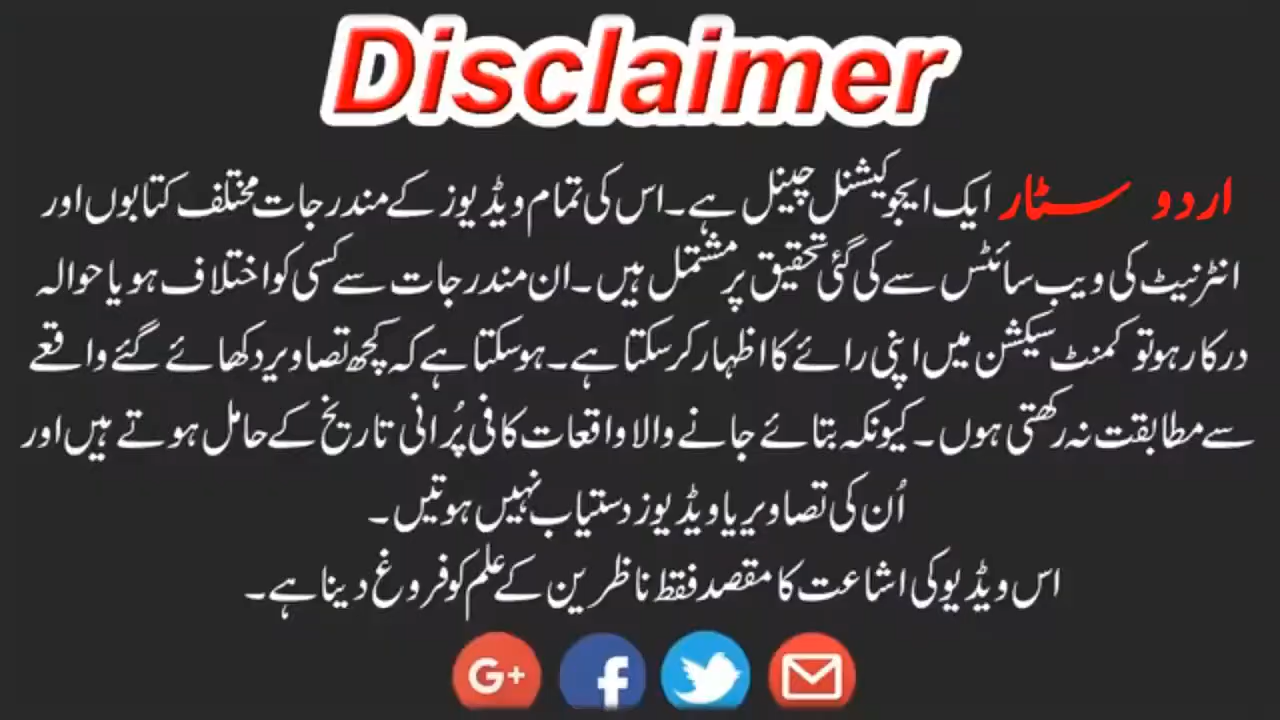 Disclaimer
اردو سٹار ایک ایجوکیشنل چینل ہے۔ اس کی تمام ویڈیوز کے مندرجات مختلف کتابوں اور
انٹرنیٹ کی ویب سائٹس سے کی گئی تحقیق پر مشتمل ہیں۔ ان مندرجات سے کسی کو اختلاف ہو یا حوالہ
درکار ہو تو کمنٹ سیکشن میں اپنی رائے کا اظہار کر سکتا ہے۔ ہو سکتا ہے کہ کچھ تصاویر دکھائے گئے واقعے
سے مطابقت نہ رکھتی ہوں۔ کیونکہ بتائے جانے والا واقعات کافی پُرانی تاریخ کے حامل ہوتے ہیں اور
اُن کی تصاویر یا ویڈیوز دستیاب نہیں ہوتیں۔
اس ویڈیو کی اشاعت کا مقصد فقط ناظرین کے علم کو فروغ دینا ہے۔
G+ f